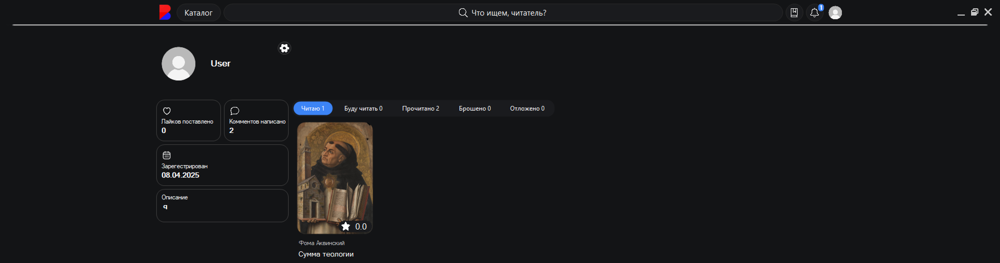 Каталог
Что ищем, читатель?
1
User
Лайков поставлено
0
Комментов написано
2
Зарегестрирован
08.04.2025
Описание
q
Читаю 1
Буду читать 0
Прочитано 2
Брошено 0
Отложено 0
0.0
Фома Аквинский
Сумма теологии